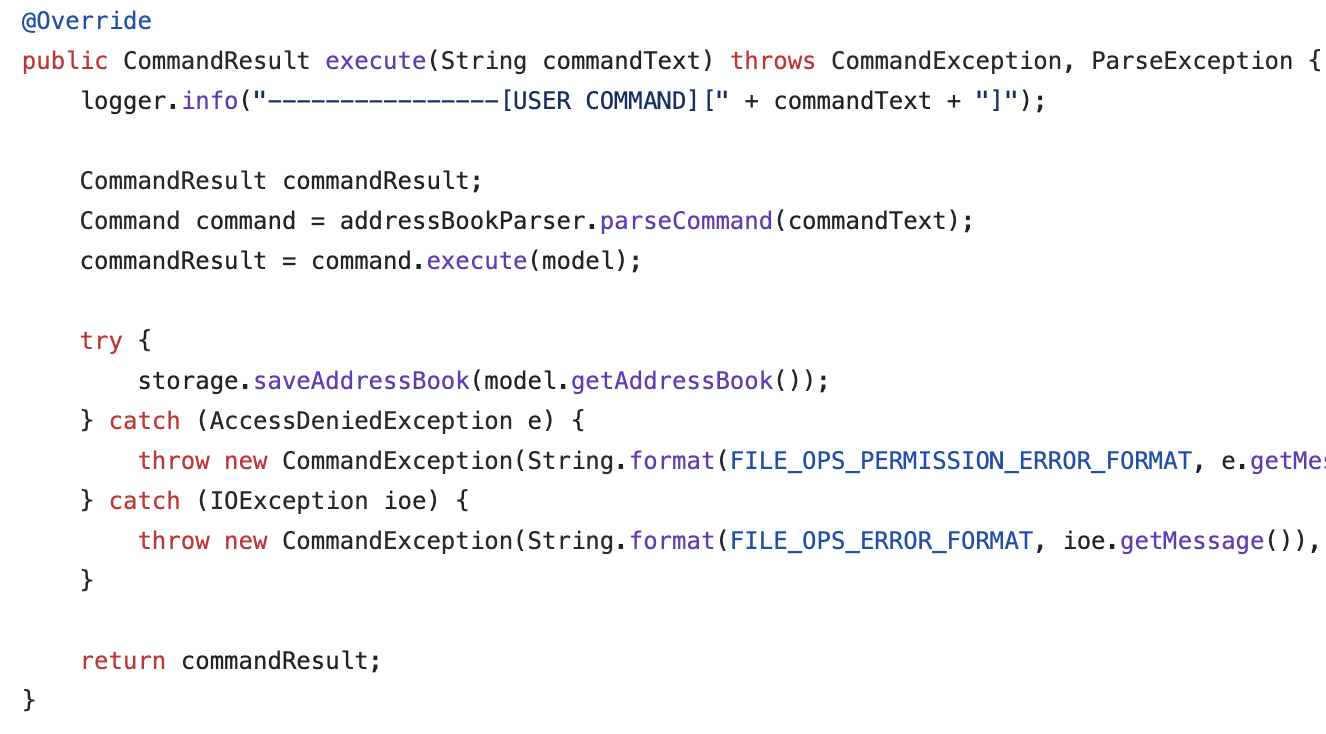 @Override
public CommandResult execute(String commandText) throws CommandException, ParseException {
    logger.info("----------------[USER COMMAND][" + commandText + "]");

    CommandResult commandResult;
    Command command = addressBookParser.parseCommand(commandText);
    commandResult = command.execute(model);

    try {
        storage.saveAddressBook(model.getAddressBook());
    } catch (AccessDeniedException e) {
        throw new CommandException(String.format(FILE_OPS_PERMISSION_ERROR_FORMAT, e.getMes
    } catch (IOException ioe) {
        throw new CommandException(String.format(FILE_OPS_ERROR_FORMAT, ioe.getMessage()),
    }

    return commandResult;
}